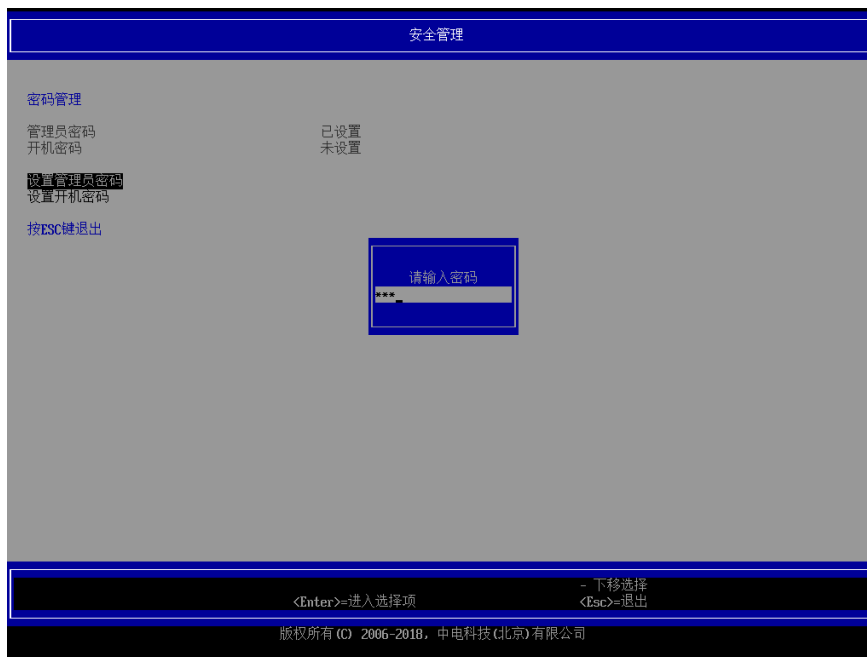 安全管理
密码管理
管理员密码 已设置
开机密码 未设置
设置管理员密码
设置开机密码
按ESC键退出
请输入密码
***_
- 下移选择
<Enter>=进入选择项 <Esc>=退出
版权所有(C) 2006-2018，中电科技(北京)有限公司